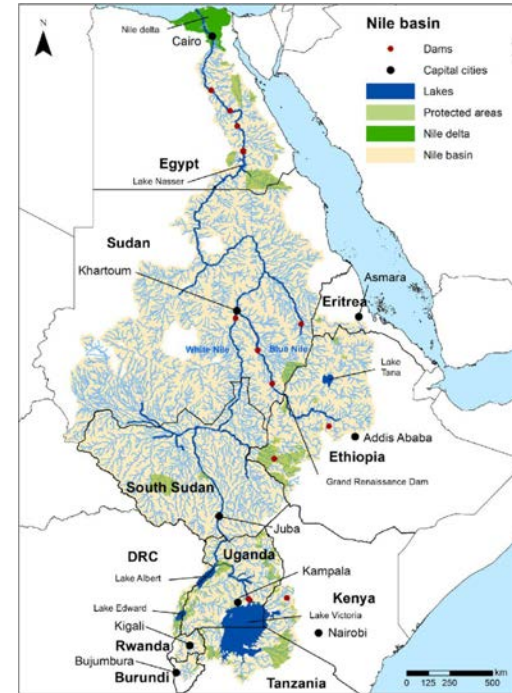 N
Nile delta
Cairo
Nile basin
Dams
Capital cities
Lakes
Protected areas
Nile delta
Nile basin
Egypt
Lake Nasser
Sudan
Khartoum
Asmara
Eritrea
White Nile
Blue Nile
Lake
Tana
Addis Ababa
Ethiopia
Grand Renaissance Dam
South Sudan
Juba
DRC
Uganda
Lake Albert
Kampala
Kenya
Lake Edward
Lake Victoria
Kigali
Nairobi
Rwanda
Bujumbura
Burundi
Tanzania
0 125 250 500 km